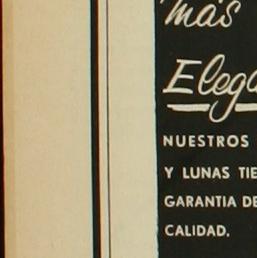 más
Elega
NUESTROS
Y LUNAS TIE
GARANTIA DE
CALIDAD.